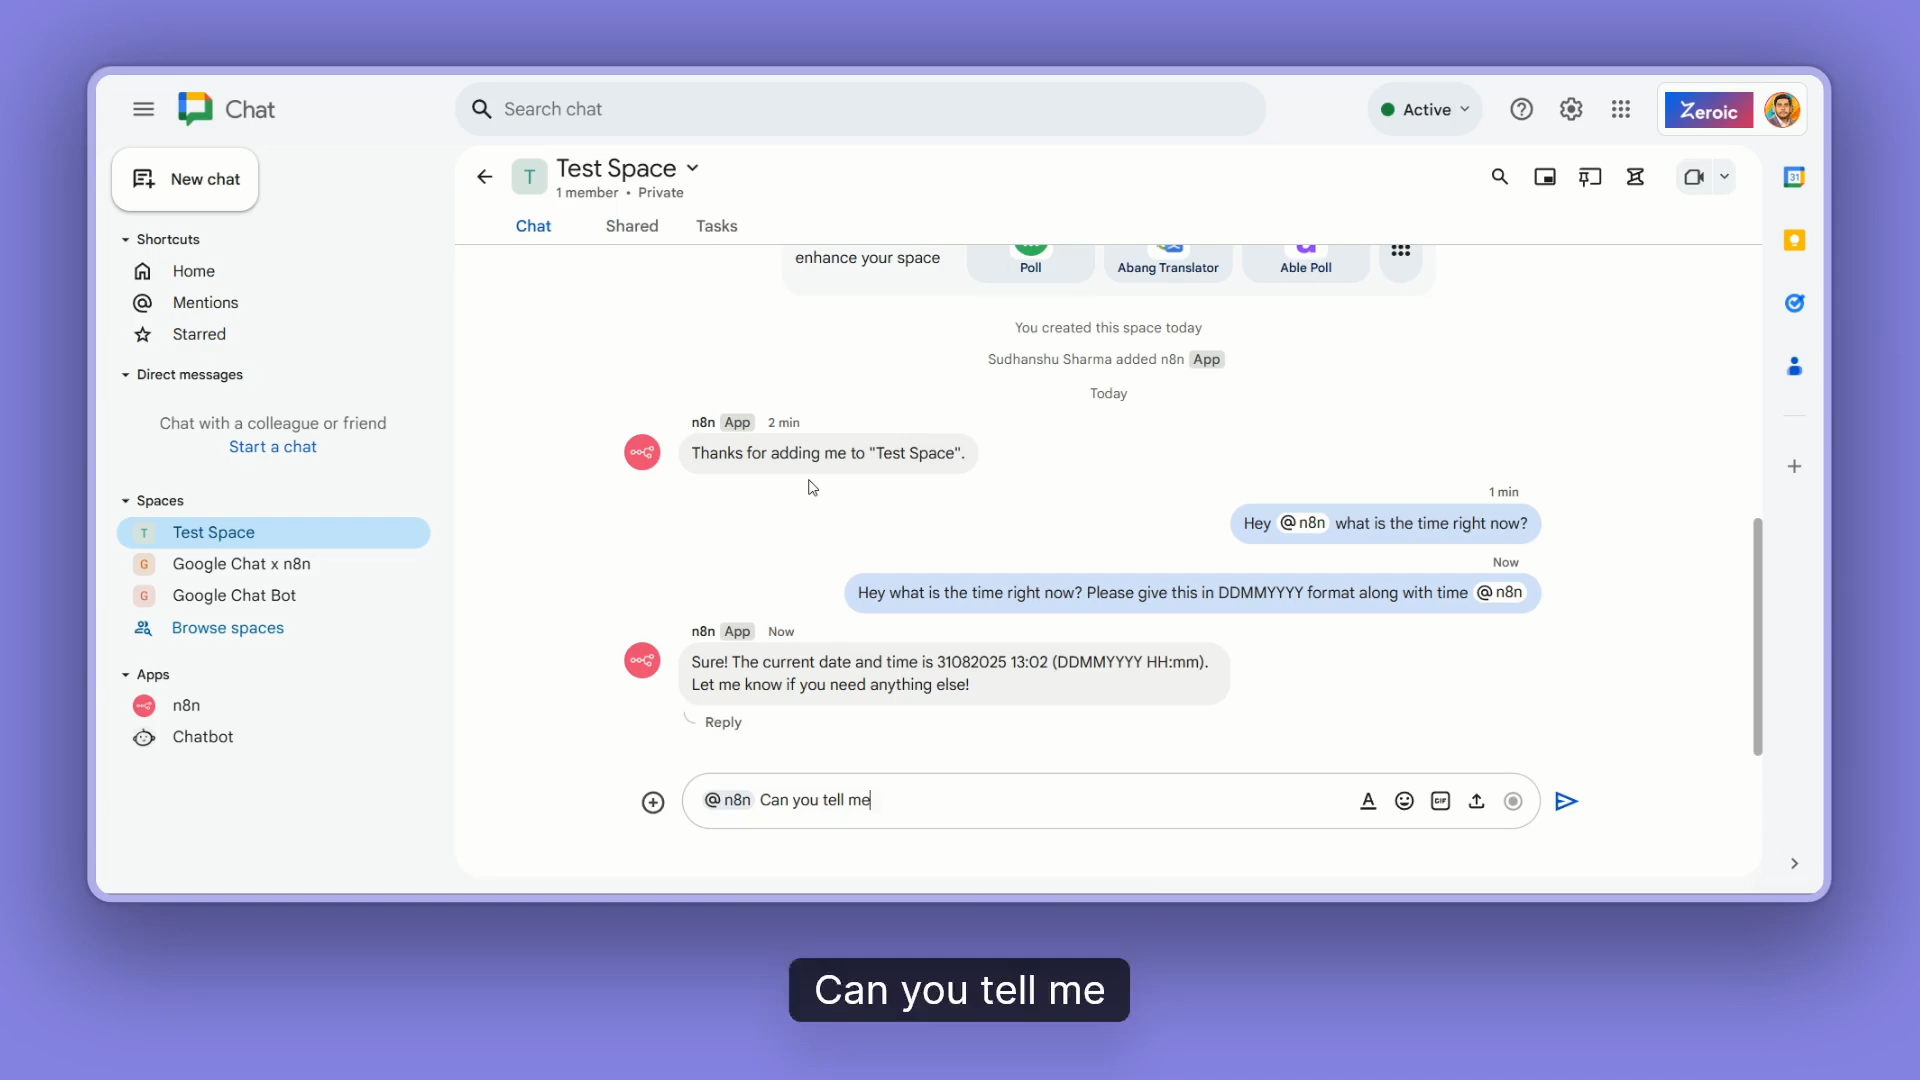 Chat
Search chat
Active
Zeroic
New chat
Shortcuts
Home
Mentions
Starred
Direct messages
Chat with a colleague or friend
Start a chat
Spaces
T Test Space
G Google Chat x n8n
G Google Chat Bot
Browse spaces
Apps
n8n
Chatbot
T Test Space
1 member • Private
Chat Shared Tasks
enhance your space
Poll
Abang Translator
Able Poll
You created this space today
Sudhanshu Sharma added n8n App
Today
n8n App 2 min
Thanks for adding me to "Test Space".
1 min
Hey @n8n what is the time right now?
Now
Hey what is the time right now? Please give this in DDMMYYYY format along with time @n8n
n8n App Now
Sure! The current date and time is 31082025 13:02 (DDMMYYYY HH:mm).
Let me know if you need anything else!
Reply
@n8n Can you tell me
GIF
31
Can you tell me